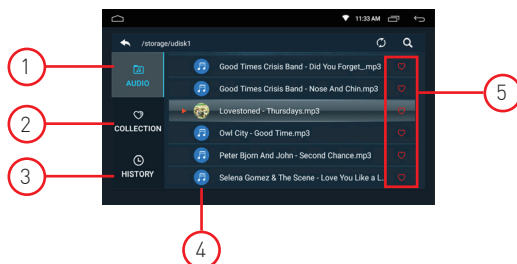 11:33 AM
/storage/udisk1
1
AUDIO
Good Times Crisis Band - Did You Forget_.mp3
Good Times Crisis Band - Nose And Chin.mp3
5
2
COLLECTION
Lovestoned - Thursdays.mp3
Owl City - Good Time.mp3
3
HISTORY
Peter Bjorn And John - Second Chance.mp3
Selena Gomez & The Scene - Love You Like a L..
4